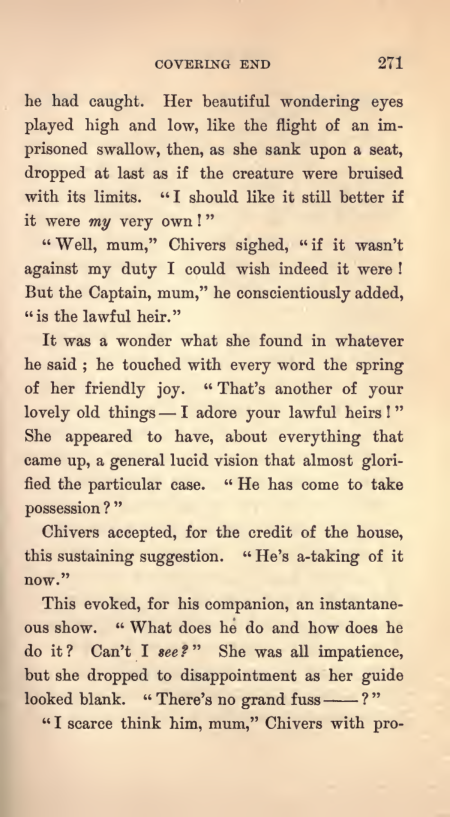 COVERING END 271
he had caught. Her beautiful wondering eyes
played high and low, like the flight of an im-
prisoned swallow, then, as she sank upon a seat,
dropped at last as if the creature were bruised
with its limits. “I should like it still better if
it were my very own!”
“Well, mum,” Chivers sighed, “if it wasn’t
against my duty I could wish indeed it were!
But the Captain, mum,” he conscientiously added,
“is the lawful heir.”
It was a wonder what she found in whatever
he said; he touched with every word the spring
of her friendly joy. “That’s another of your
lovely old things—I adore your lawful heirs!”
She appeared to have, about everything that
came up, a general lucid vision that almost glori-
fied the particular case. “He has come to take
possession?”
Chivers accepted, for the credit of the house,
this sustaining suggestion. “He’s a-taking of it
now.”
This evoked, for his companion, an instantane-
ous show. “What does he do and how does he
do it? Can’t I see?” She was all impatience,
but she dropped to disappointment as her guide
looked blank. “There’s no grand fuss——?”
“I scarce think him, mum,” Chivers with pro-